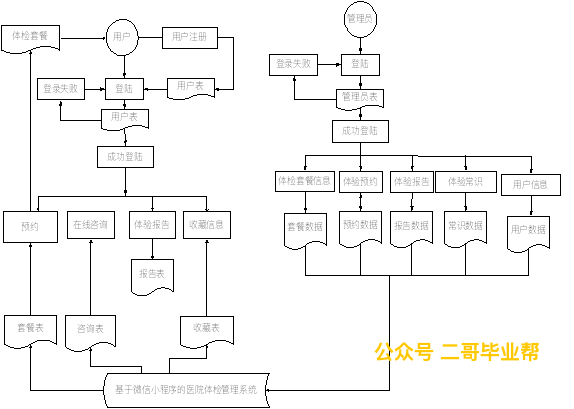 体检套餐
用户
用户注册
管理员
登录失败
登陆
用户表
登录失败
登陆
用户表
管理员表
成功登陆
成功登陆
预约
在线咨询
体验报告
收藏信息
体检套餐信息
体验预约
体验报告
体验常识
用户信息
套餐数据
预约数据
报告数据
常识数据
用户数据
报告表
套餐表
咨询表
收藏表
公众号 二哥毕业帮
基于微信小程序的医院体检管理系统